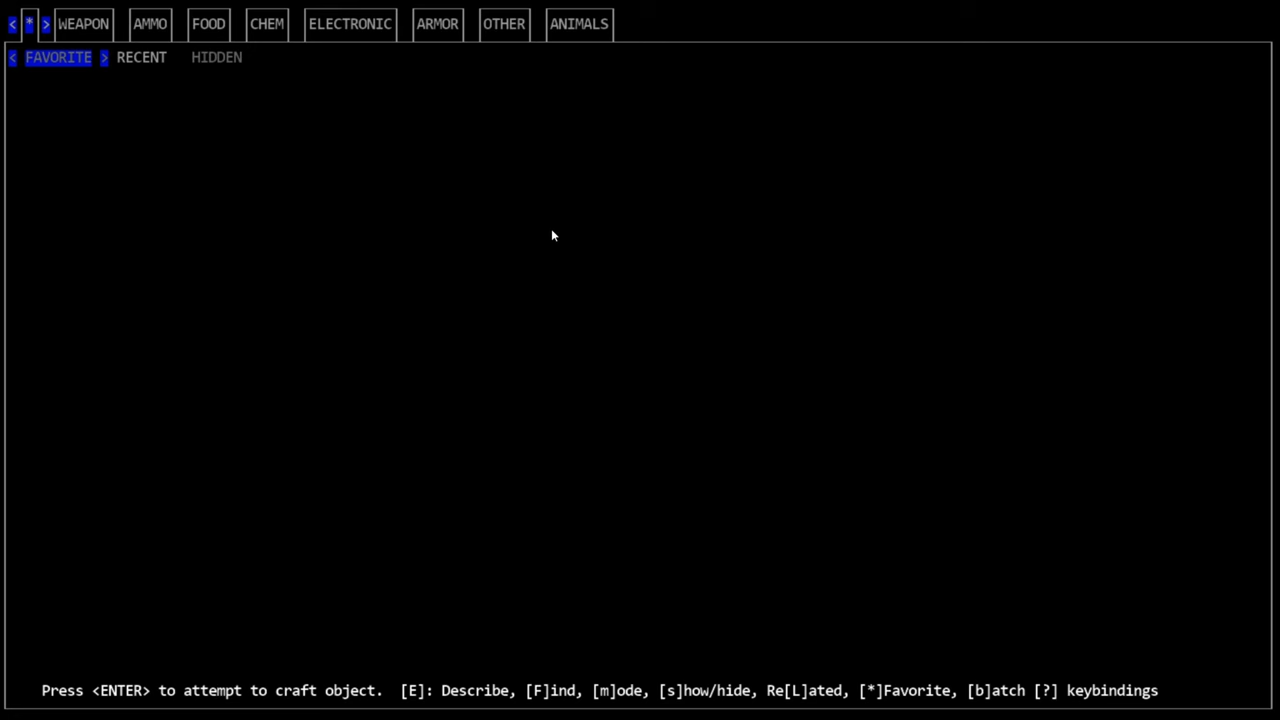 < * > WEAPON AMMO FOOD CHEM ELECTRONIC ARMOR OTHER ANIMALS
< FAVORITE > RECENT HIDDEN
Press <ENTER> to attempt to craft object. [E]: Describe, [F]ind, [m]ode, [s]how/hide, Re[L]ated, [*]Favorite, [b]atch [?] keybindings